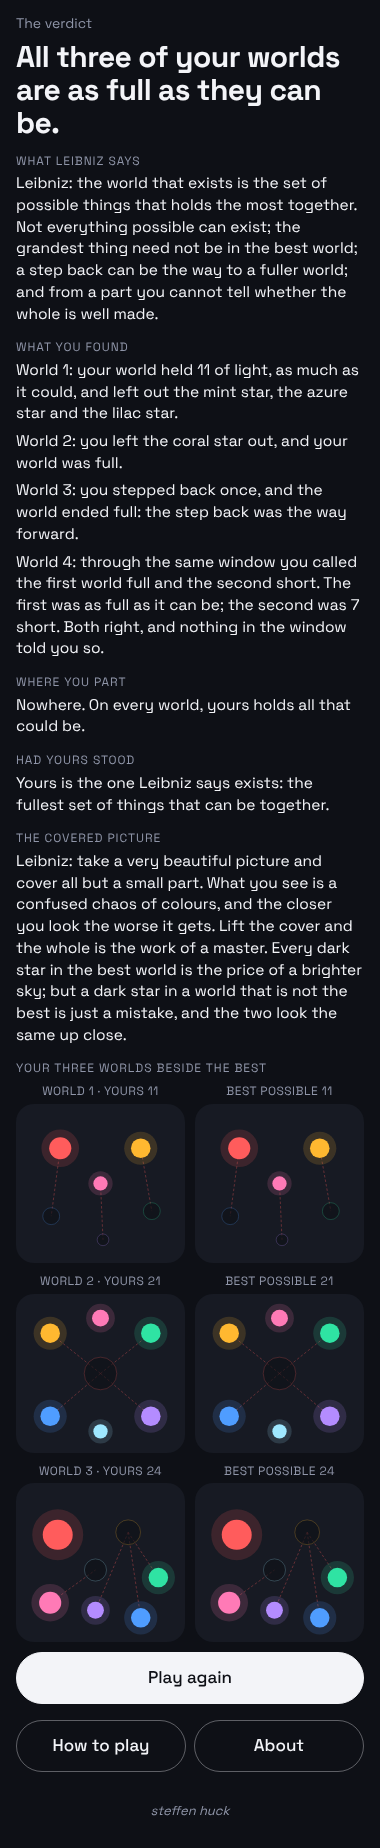 The verdict
All three of your worlds
are as full as they can
be.
WHAT LEIBNIZ SAYS
Leibniz: the world that exists is the set of
possible things that holds the most together.
Not everything possible can exist; the
grandest thing need not be in the best world;
a step back can be the way to a fuller world;
and from a part you cannot tell whether the
whole is well made.
WHAT YOU FOUND
World 1: your world held 11 of light, as much as
it could, and left out the mint star, the azure
star and the lilac star.
World 2: you left the coral star out, and your
world was full.
World 3: you stepped back once, and the
world ended full: the step back was the way
forward.
World 4: through the same window you called
the first world full and the second short. The
first was as full as it can be; the second was 7
short. Both right, and nothing in the window
told you so.
WHERE YOU PART
Nowhere. On every world, yours holds all that
could be.
HAD YOURS STOOD
Yours is the one Leibniz says exists: the
fullest set of things that can be together.
THE COVERED PICTURE
Leibniz: take a very beautiful picture and
cover all but a small part. What you see is a
confused chaos of colours, and the closer
you look the worse it gets. Lift the cover and
the whole is the work of a master. Every dark
star in the best world is the price of a brighter
sky; but a dark star in a world that is not the
best is just a mistake, and the two look the
same up close.
YOUR THREE WORLDS BESIDE THE BEST
WORLD 1 · YOURS 11
BEST POSSIBLE 11
WORLD 2 · YOURS 21
BEST POSSIBLE 21
WORLD 3 · YOURS 24
BEST POSSIBLE 24
Play again
How to play
About
steffen huck